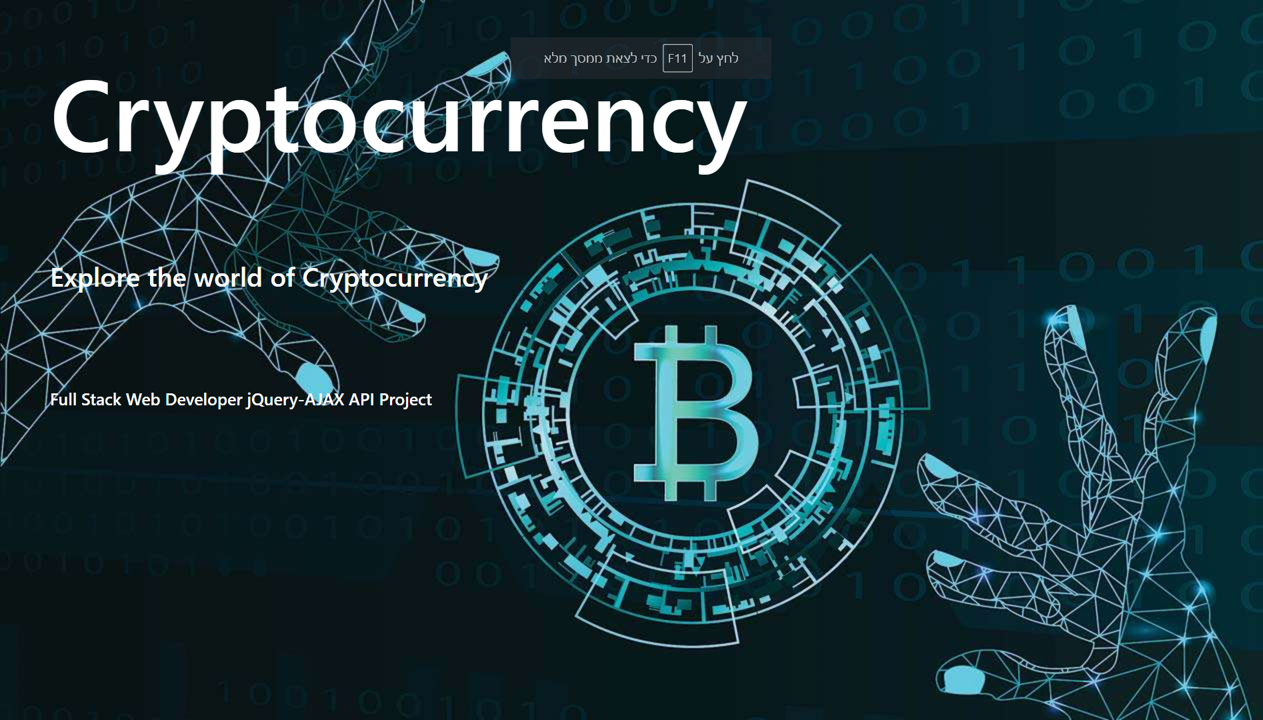 לחץ על F11 כדי לצאת ממסך מלא
Cryptocurrency
Explore the world of Cryptocurrency
Full Stack Web Developer jQuery-AJAX API Project